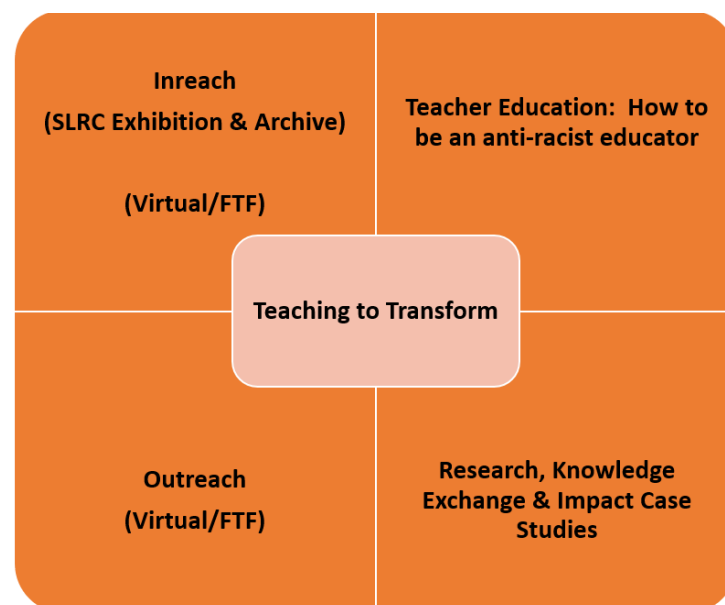 Inreach
(SLRC Exhibition & Archive)
(Virtual/FTF)
Teacher Education:  How to
be an anti-racist educator
Teaching to Transform
Outreach
(Virtual/FTF)
Research, Knowledge
Exchange & Impact Case
Studies